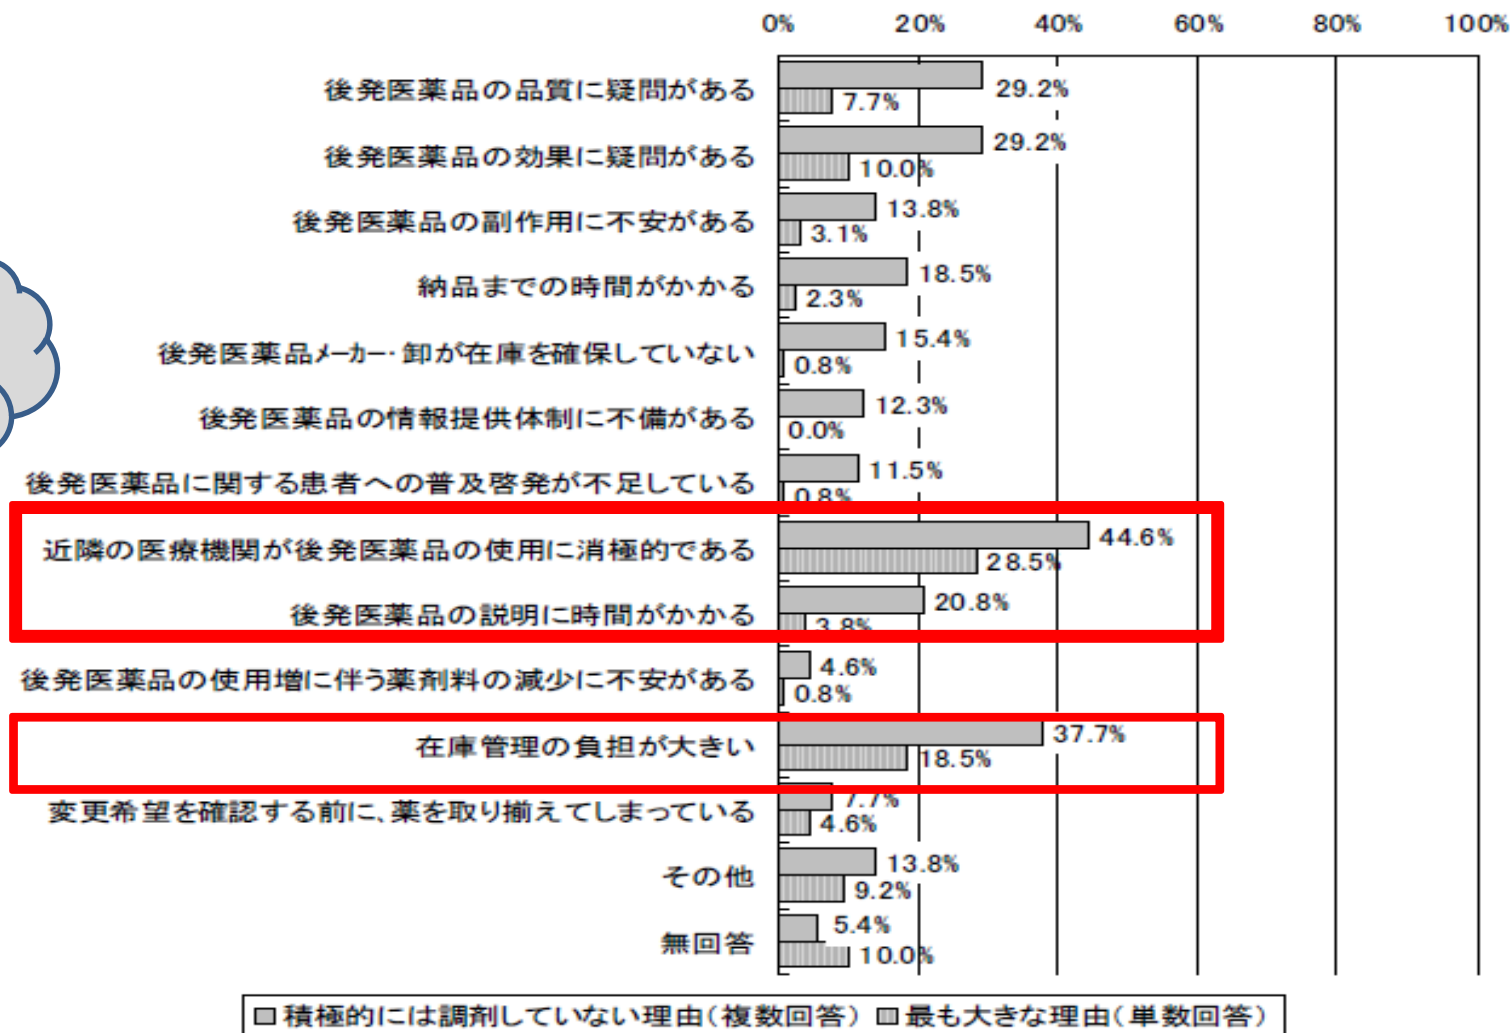 0% 20% 40% 60% 80% 100%
後発医薬品の品質に疑問がある 29.2%
7.7%
後発医薬品の効果に疑問がある 29.2%
10.0%
後発医薬品の副作用に不安がある 13.8%
3.1%
納品までの時間がかかる 18.5%
2.3%
後発医薬品メーカー・卸が在庫を確保していない 15.4%
0.8%
後発医薬品の情報提供体制に不備がある 12.3%
0.0%
後発医薬品に関する患者への普及啓発が不足している 11.5%
0.8%
近隣の医療機関が後発医薬品の使用に消極的である 44.6%
28.5%
後発医薬品の説明に時間がかかる 20.8%
3.8%
後発医薬品の使用増に伴う薬剤料の減少に不安がある 4.6%
0.8%
在庫管理の負担が大きい 37.7%
18.5%
変更希望を確認する前に、薬を取り揃えてしまっている 7.7%
4.6%
その他 13.8%
9.2%
無回答 5.4%
10.0%
積極的には調剤していない理由(複数回答) 最も大きな理由(単数回答)